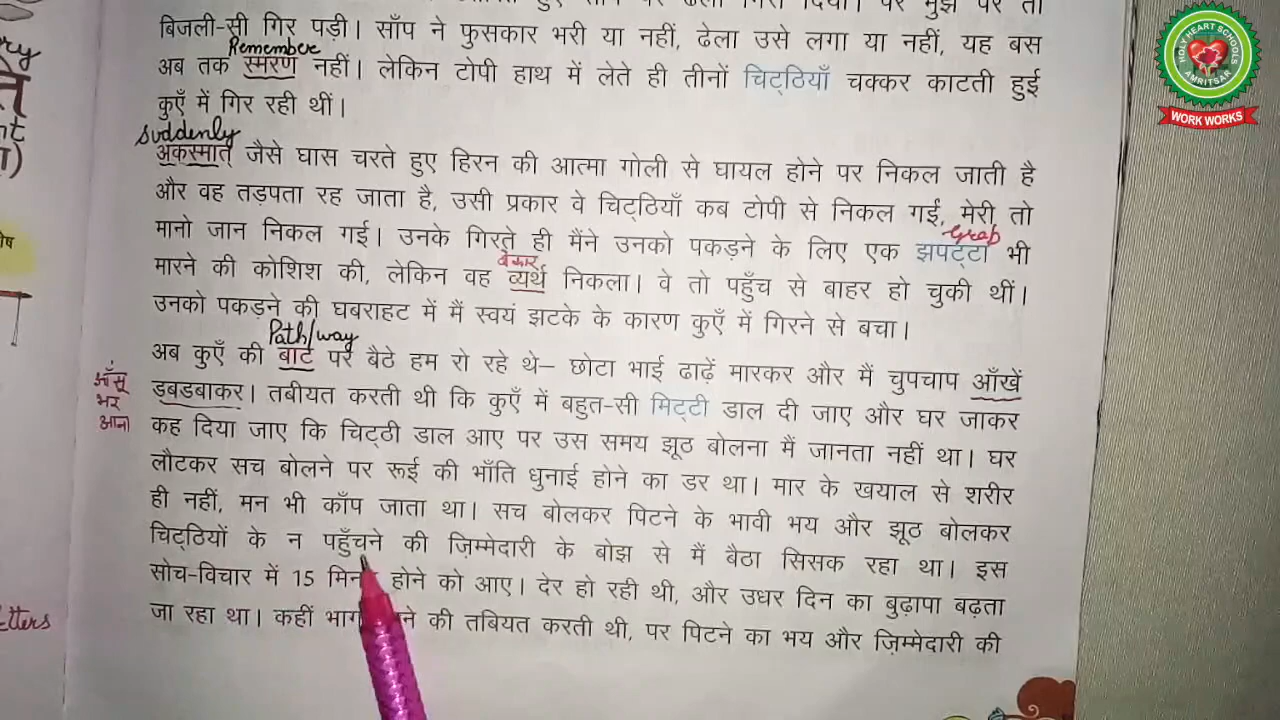 बिजली-सी गिर पड़ी। साँप ने फुसकार भरी या नहीं, ढेला उसे लगा या नहीं, यह बस
Remember
अब तक स्मरण नहीं। लेकिन टोपी हाथ में लेते ही तीनों चिट्ठियाँ चक्कर काटती हुई
कुएँ में गिर रही थीं।
Suddenly
अकस्मात् जैसे घास चरते हुए हिरन की आत्मा गोली से घायल होने पर निकल जाती है
और वह तड़पता रह जाता है, उसी प्रकार वे चिट्ठियाँ कब टोपी से निकल गईं, मेरी तो
Grab
मानो जान निकल गई। उनके गिरते ही मैंने उनको पकड़ने के लिए एक झपट्टा भी
बेकार
मारने की कोशिश की, लेकिन वह व्यर्थ निकला। वे तो पहुँच से बाहर हो चुकी थीं।
उनको पकड़ने की घबराहट में मैं स्वयं झटके के कारण कुएँ में गिरने से बचा।
Path/way
अब कुएँ की बाट पर बैठे हम रो रहे थे– छोटा भाई ढाढ़ें मारकर और मैं चुपचाप आँखें
डबडबाकर। तबीयत करती थी कि कुएँ में बहुत-सी मिट्टी डाल दी जाए और घर जाकर
आँसू
भर
आना
कह दिया जाए कि चिट्ठी डाल आए पर उस समय झूठ बोलना मैं जानता नहीं था। घर
लौटकर सच बोलने पर रूई की भाँति धुनाई होने का डर था। मार के खयाल से शरीर
ही नहीं, मन भी काँप जाता था। सच बोलकर पिटने के भावी भय और झूठ बोलकर
चिट्ठियों के न पहुँचने की ज़िम्मेदारी के बोझ से मैं बैठा सिसक रहा था। इस
सोच-विचार में 15 मिनट होने को आए। देर हो रही थी, और उधर दिन का बुढ़ापा बढ़ता
जा रहा था। कहीं भाग की तबियत करती थी, पर पिटने का भय और ज़िम्मेदारी की
HOLY HEART SCHOOLS
AMRITSAR
WORK WORKS